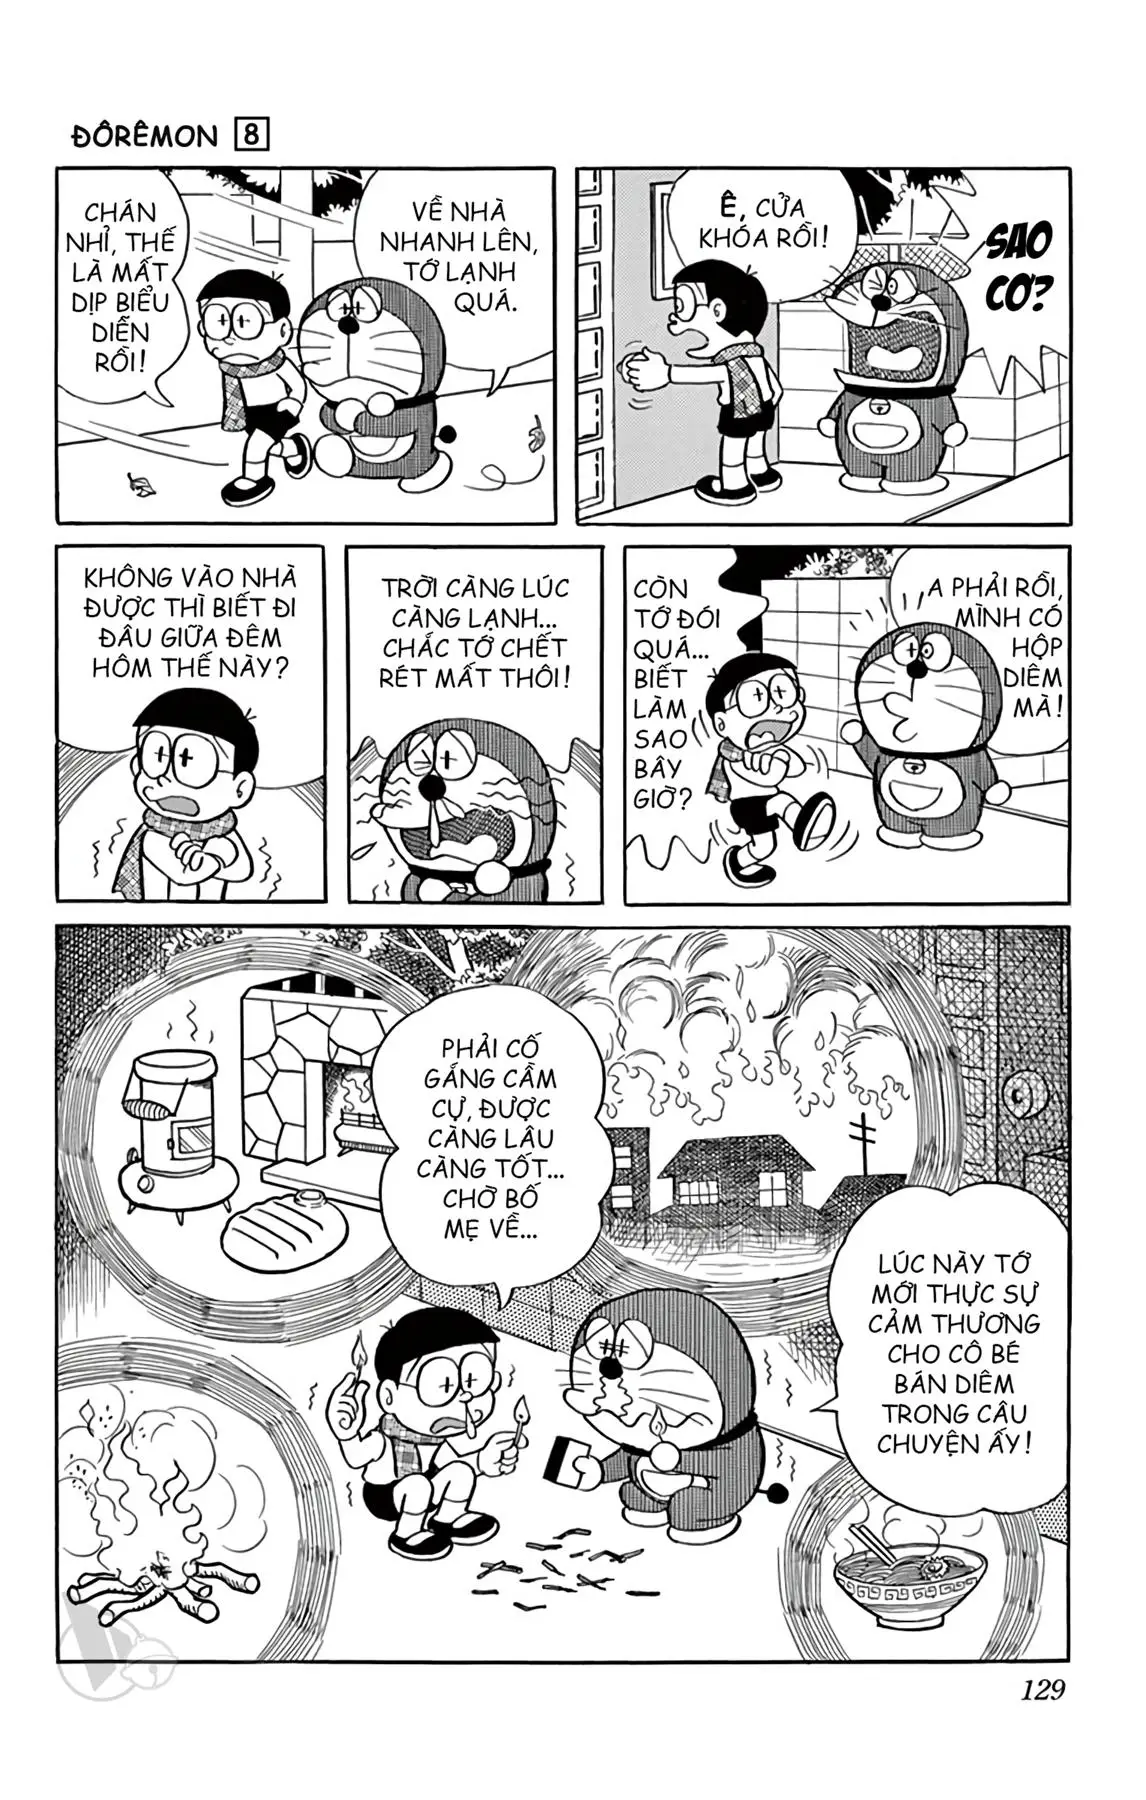 ĐÔRÊMON 8
CHÁN
NHỈ, THẾ
LÀ MẤT
DỊP BIỂU
DIỄN
RỒI!
VỀ NHÀ
NHANH LÊN,
TỚ LẠNH
QUÁ.
Ê, CỬA
KHÓA RỒI!
SAO
CƠ?
KHÔNG VÀO NHÀ
ĐƯỢC THÌ BIẾT ĐI
ĐÂU GIỮA ĐÊM
HÔM THẾ NÀY?
TRỜI CÀNG LÚC
CÀNG LẠNH...
CHẮC TỚ CHẾT
RÉT MẤT THÔI!
CÒN
TỚ ĐÓI
QUÁ...
BIẾT
LÀM
SAO
BÂY
GIỜ?
A PHẢI RỒI,
MÌNH CÓ
HỘP
DIÊM
MÀ!
PHẢI CỐ
GẮNG CẦM
CỰ, ĐƯỢC
CÀNG LÂU
CÀNG TỐT...
CHỜ BỐ
MẸ VỀ...
LÚC NÀY TỚ
MỚI THỰC SỰ
CẢM THƯƠNG
CHO CÔ BÉ
BÁN DIÊM
TRONG CÂU
CHUYỆN ẤY!
129